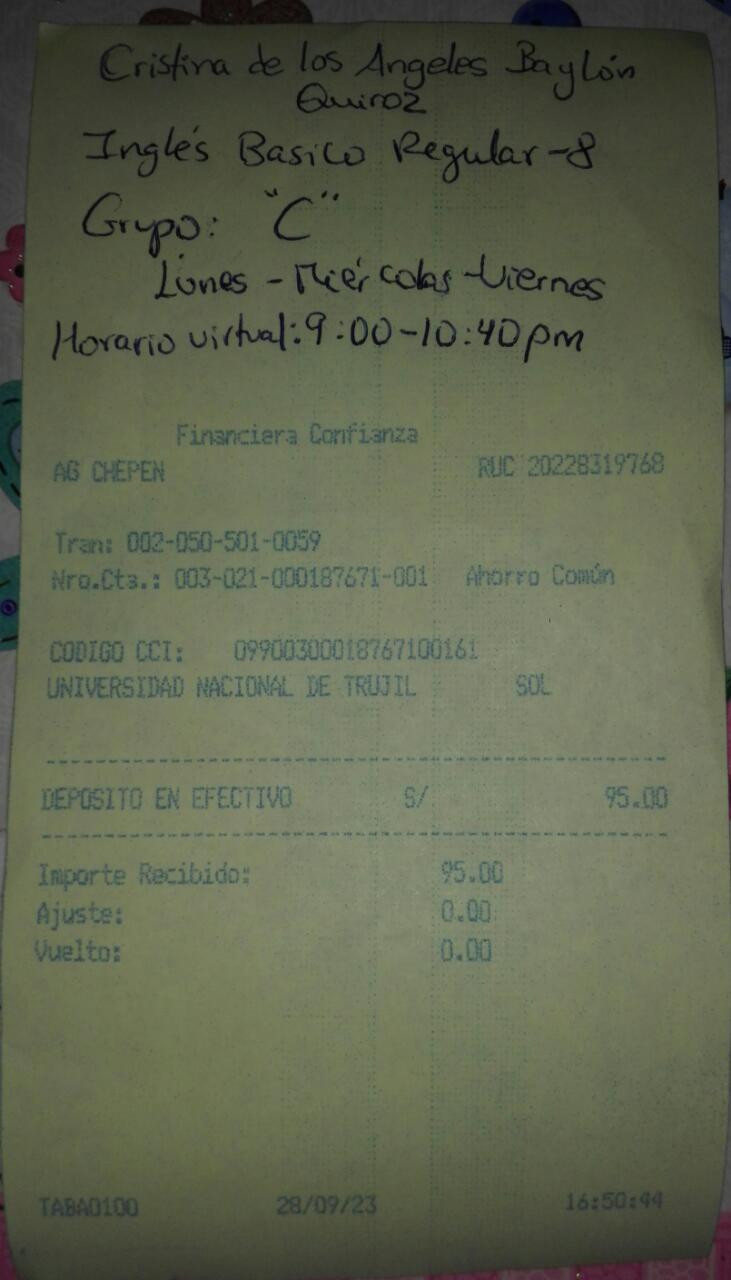 Cristina de los Angeles Baylón
Quiroz
Inglés Basico Regular-8
Grupo: "C"
Lunes - Miércolas - Viernes
Horario virtual: 9:00-10:40pm
Financiera Confianza
AG CHEPEN RUC 20228319768
Tran: 002-050-501-0059
Nro.Cta.: 003-021-000187671-001 Ahorro Común
CODIGO CCI: 09900300018767100161
UNIVERSIDAD NACIONAL DE TRUJIL SOL
DEPOSITO EN EFECTIVO S/ 95.00
Importe Recibido: 95.00
Ajuste: 0.00
Vuelto: 0.00
TABA0100 28/09/23 16:50:44